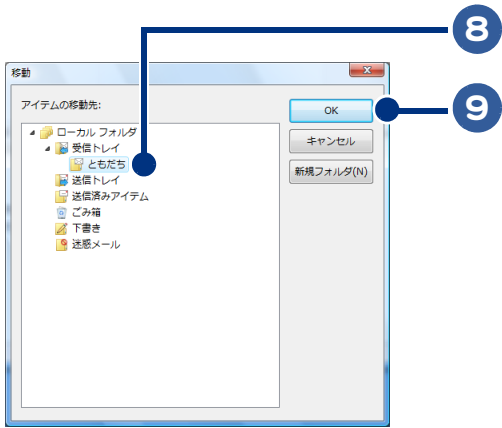 8
移動
アイテムの移動先:
OK
9
ローカル フォルダ
キャンセル
受信トレイ
ともだち
新規フォルダ(N)
送信トレイ
送信済みアイテム
ごみ箱
下書き
迷惑メール